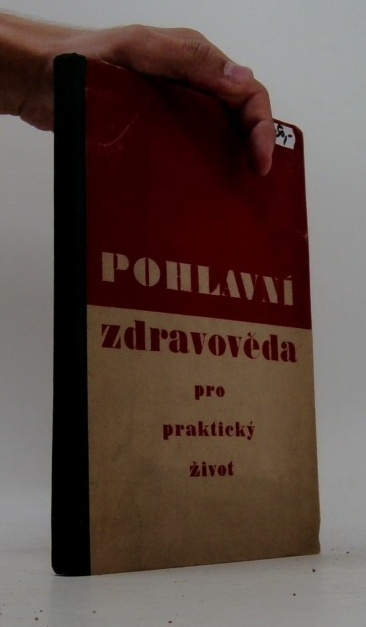 POHLAVNÍ
zdravověda
pro
praktický
život